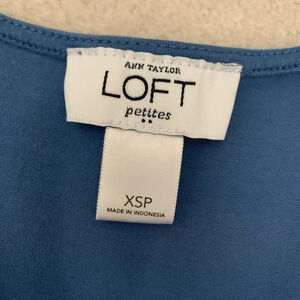 ANN TAYLOR
LOFT
petites
XSP
MADE IN INDONESIA